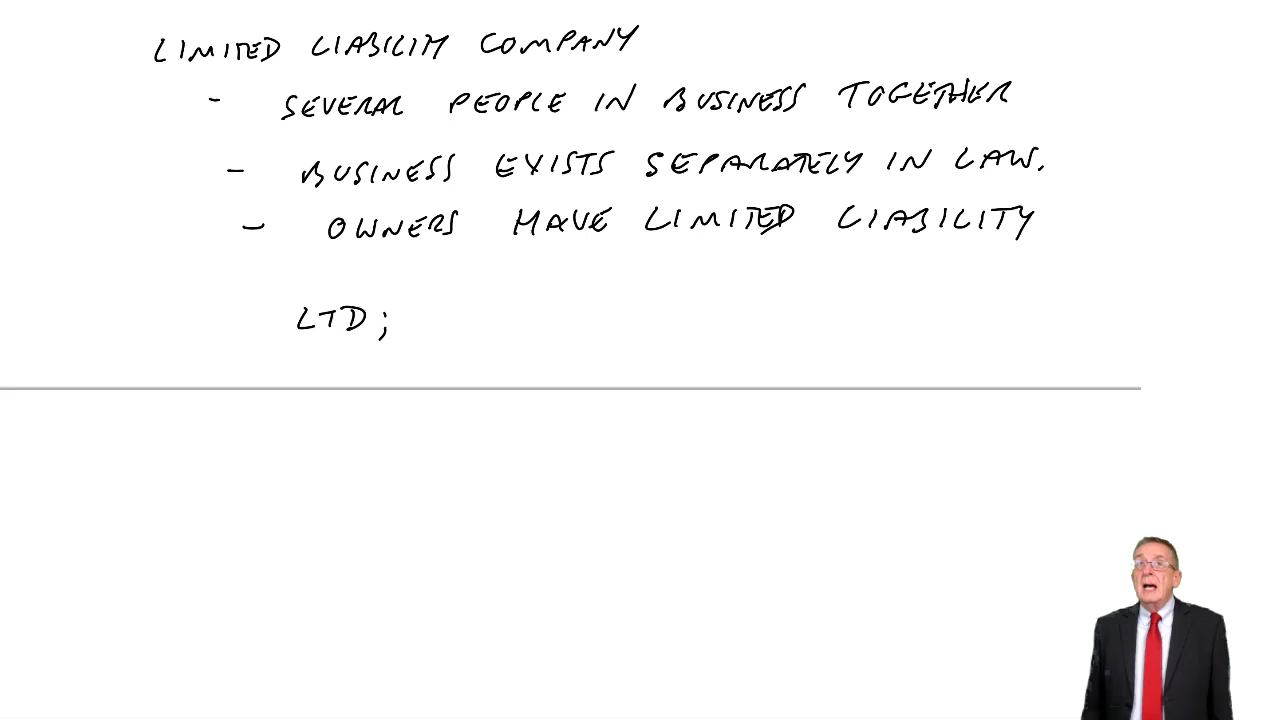 LIMITED LIABILITY COMPANY
- SEVERAL PEOPLE IN BUSINESS TOGETHER
- BUSINESS EXISTS SEPARATELY IN LAW.
- OWNERS HAVE LIMITED LIABILITY
LTD;